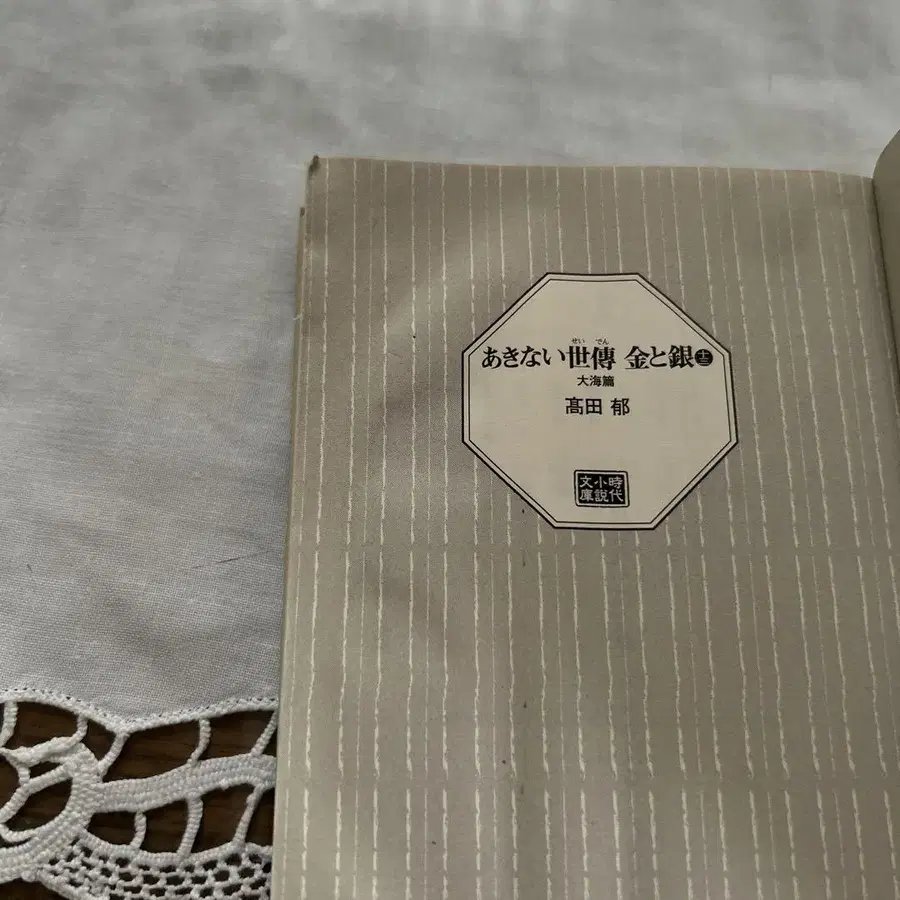 せい でん
あきない世傳 金と銀 十三
大海篇
髙田 郁
時代
小説
文庫